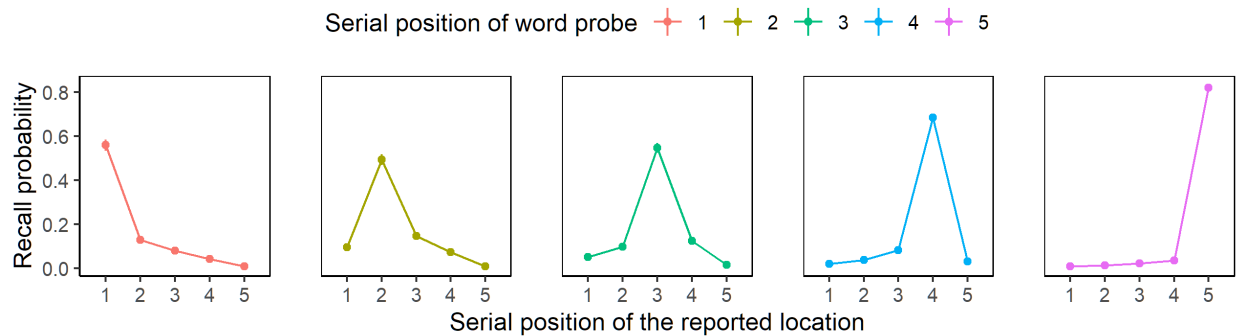 Serial position of word probe 1 2 3 4 5
Recall probability
0.8
0.6
0.4
0.2
0.0
1 2 3 4 5 1 2 3 4 5 1 2 3 4 5 1 2 3 4 5 1 2 3 4 5
Serial position of the reported location